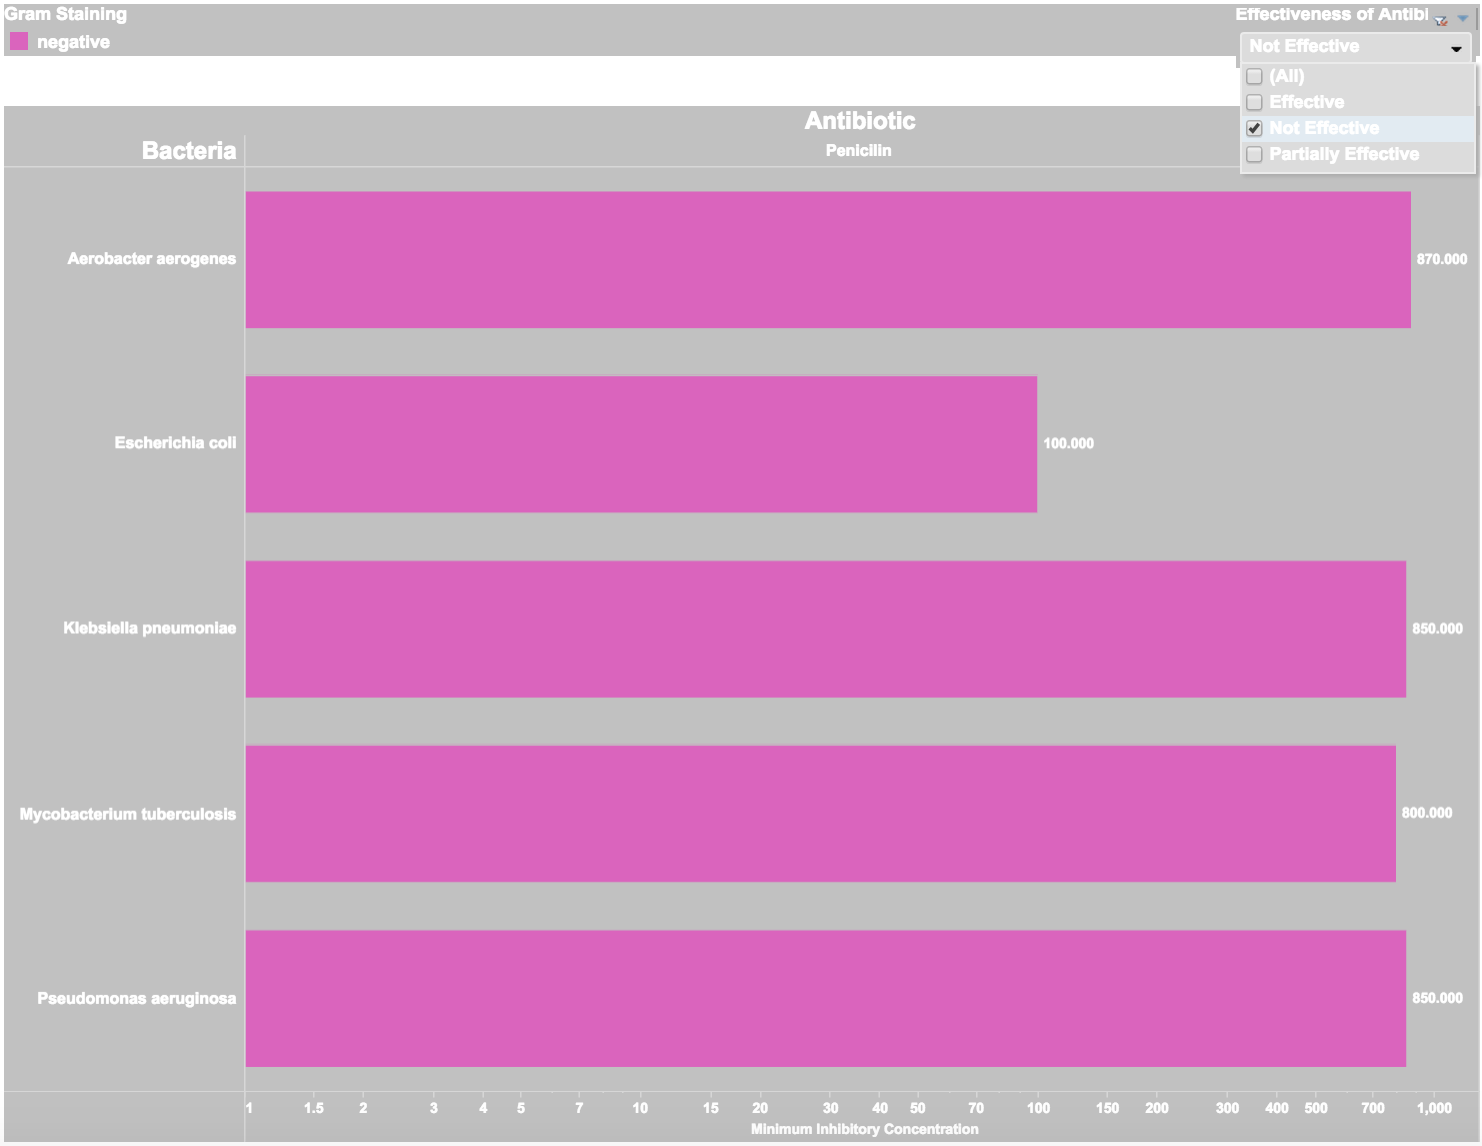 Gram Staining
negative
Effectiveness of Antibi
Not Effective
(All)
Effective
Not Effective
Partially Effective
Antibiotic
Bacteria
Penicilin
Aerobacter aerogenes
870.000
Escherichia coli
100.000
Klebsiella pneumoniae
850.000
Mycobacterium tuberculosis
800.000
Pseudomonas aeruginosa
850.000
1 1.5 2 3 4 5 7 10 15 20 30 40 50 70 100 150 200 300 400 500 700 1,000
Minimum Inhibitory Concentration